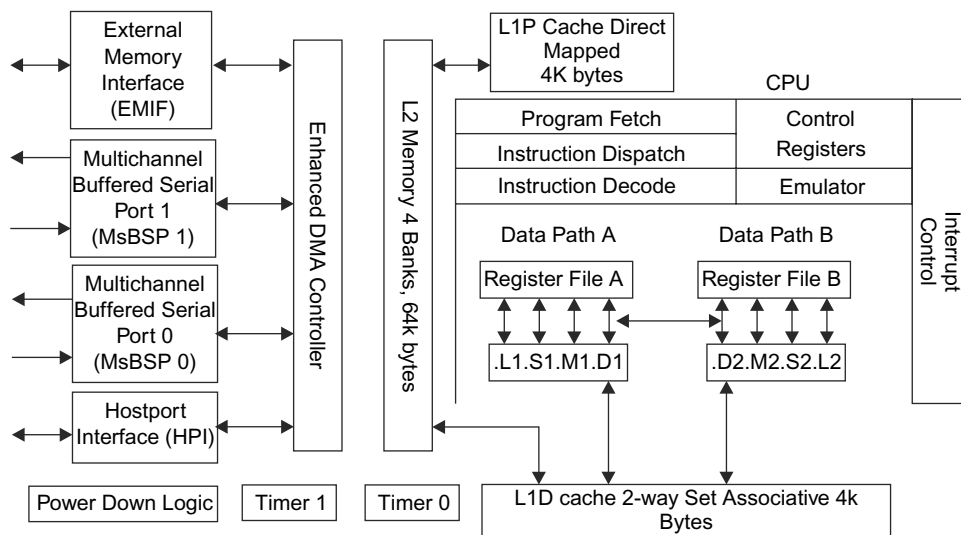 External
Memory
Interface
(EMIF)
Multichannel
Buffered Serial
Port 1
(MsBSP 1)
Multichannel
Buffered Serial
Port 0
(MsBSP 0)
Hostport
Interface (HPI)
Power Down Logic
Timer 1
Timer 0
Enhanced DMA Controller
L2 Memory 4 Banks, 64k bytes
L1P Cache Direct
Mapped
4K bytes
CPU
Program Fetch
Instruction Dispatch
Instruction Decode
Control
Registers
Emulator
Interrupt
Control
Data Path A
Data Path B
Register File A
Register File B
.L1.S1.M1.D1
.D2.M2.S2.L2
L1D cache 2-way Set Associative 4k
Bytes